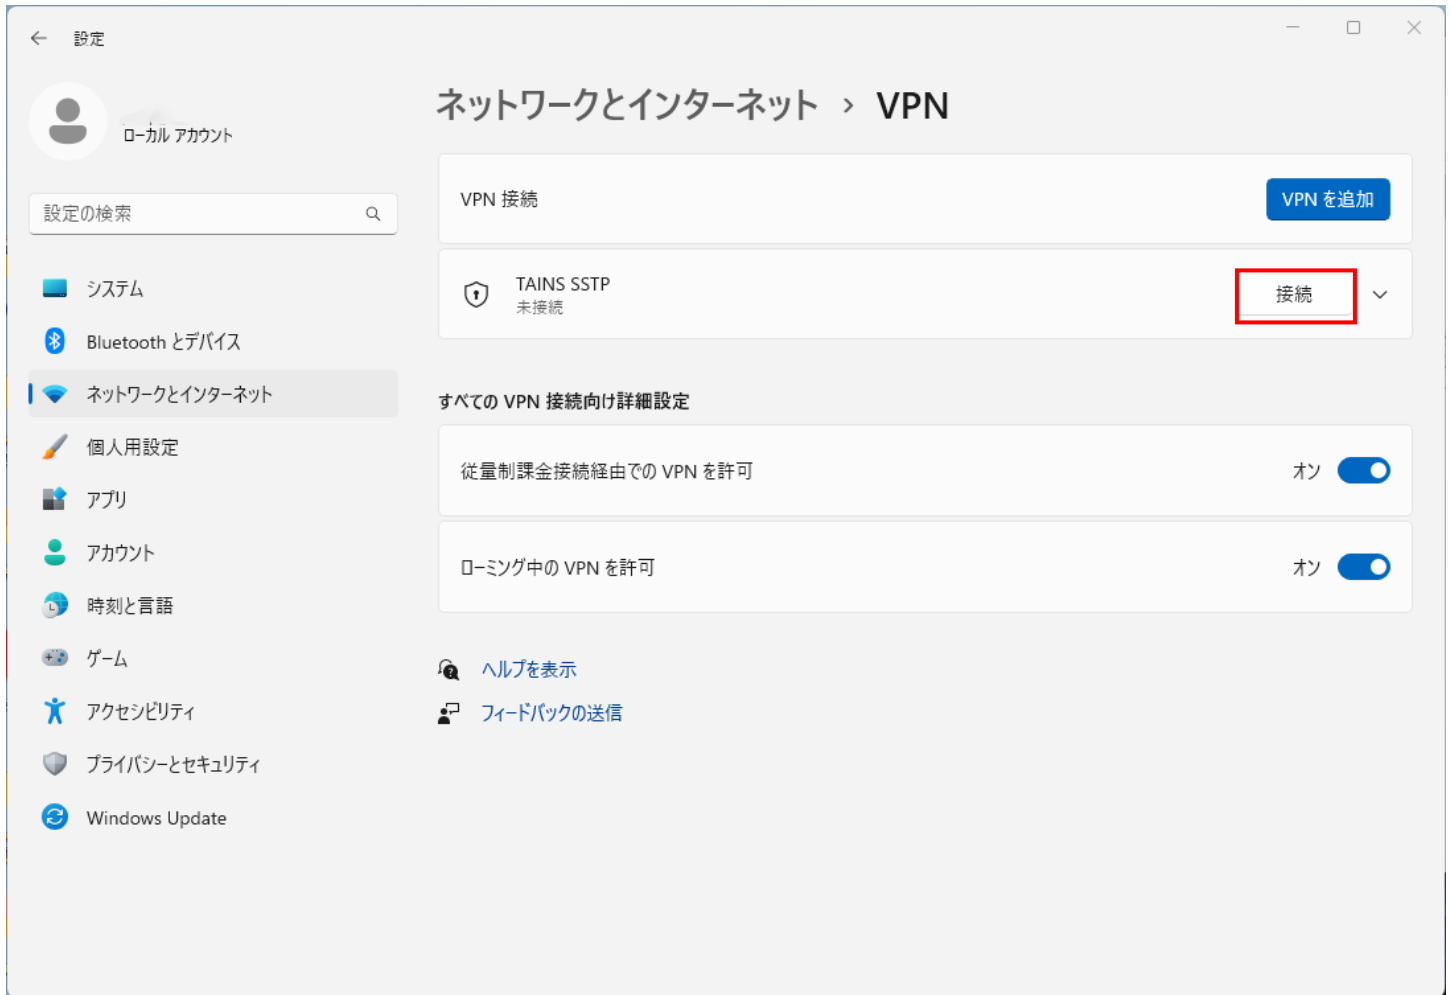 設定
ローカル アカウント
設定の検索
システム
Bluetooth とデバイス
ネットワークとインターネット
個人用設定
アプリ
アカウント
時刻と言語
ゲーム
アクセシビリティ
プライバシーとセキュリティ
Windows Update
ネットワークとインターネット › VPN
VPN 接続
VPN を追加
TAINS SSTP
未接続
接続
すべての VPN 接続向け詳細設定
従量制課金接続経由での VPN を許可
オン
ローミング中の VPN を許可
オン
ヘルプを表示
フィードバックの送信